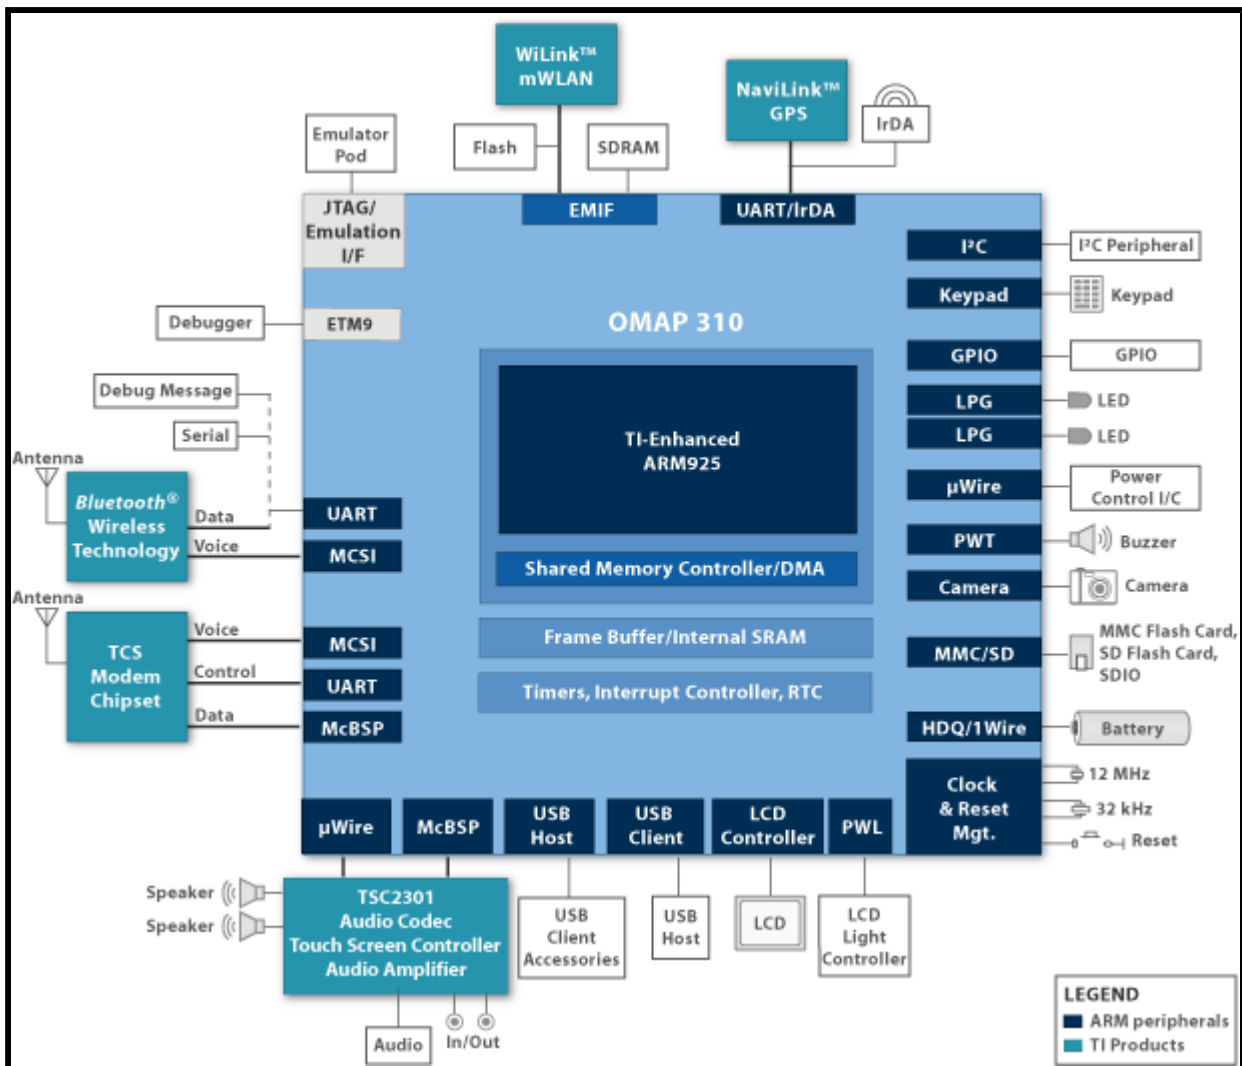 WiLink™
mWLAN
NaviLink™
GPS
IrDA
Emulator
Pod
Flash
SDRAM
JTAG/
Emulation
I/F
EMIF
UART/IrDA
I²C
I²C Peripheral
Keypad
Keypad
Debugger
ETM9
OMAP 310
GPIO
GPIO
Debug Message
LPG
LED
Serial
LPG
LED
TI-Enhanced
ARM925
Antenna
Bluetooth®
Wireless
Technology
Data
Voice
UART
MCSI
µWire
Power
Control I/C
PWT
Buzzer
Shared Memory Controller/DMA
Camera
Camera
Antenna
TCS
Modem
Chipset
Voice
Control
Data
MCSI
UART
McBSP
Frame Buffer/Internal SRAM
Timers, Interrupt Controller, RTC
MMC/SD
MMC Flash Card,
SD Flash Card,
SDIO
HDQ/1Wire
Battery
Clock
& Reset
Mgt.
12 MHz
32 kHz
Reset
µWire
McBSP
USB
Host
USB
Client
LCD
Controller
PWL
Speaker
Speaker
TSC2301
Audio Codec
Touch Screen Controller
Audio Amplifier
USB
Client
Accessories
USB
Host
LCD
LCD
Light
Controller
Audio
In/Out
LEGEND
ARM peripherals
TI Products